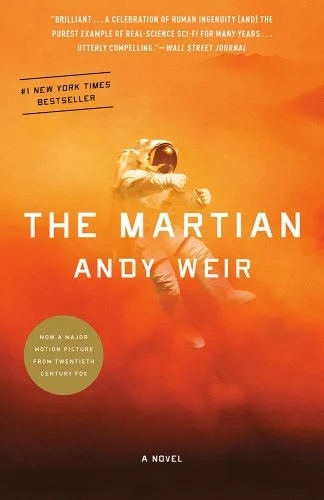 "BRILLIANT . . . A CELEBRATION OF HUMAN INGENUITY [AND] THE
PUREST EXAMPLE OF REAL-SCIENCE SCI-FI FOR MANY YEARS . . .
UTTERLY COMPELLING."—WALL STREET JOURNAL
#1 NEW YORK TIMES
BESTSELLER
THE MARTIAN
ANDY WEIR
NOW A MAJOR
MOTION PICTURE
FROM TWENTIETH
CENTURY FOX
A NOVEL